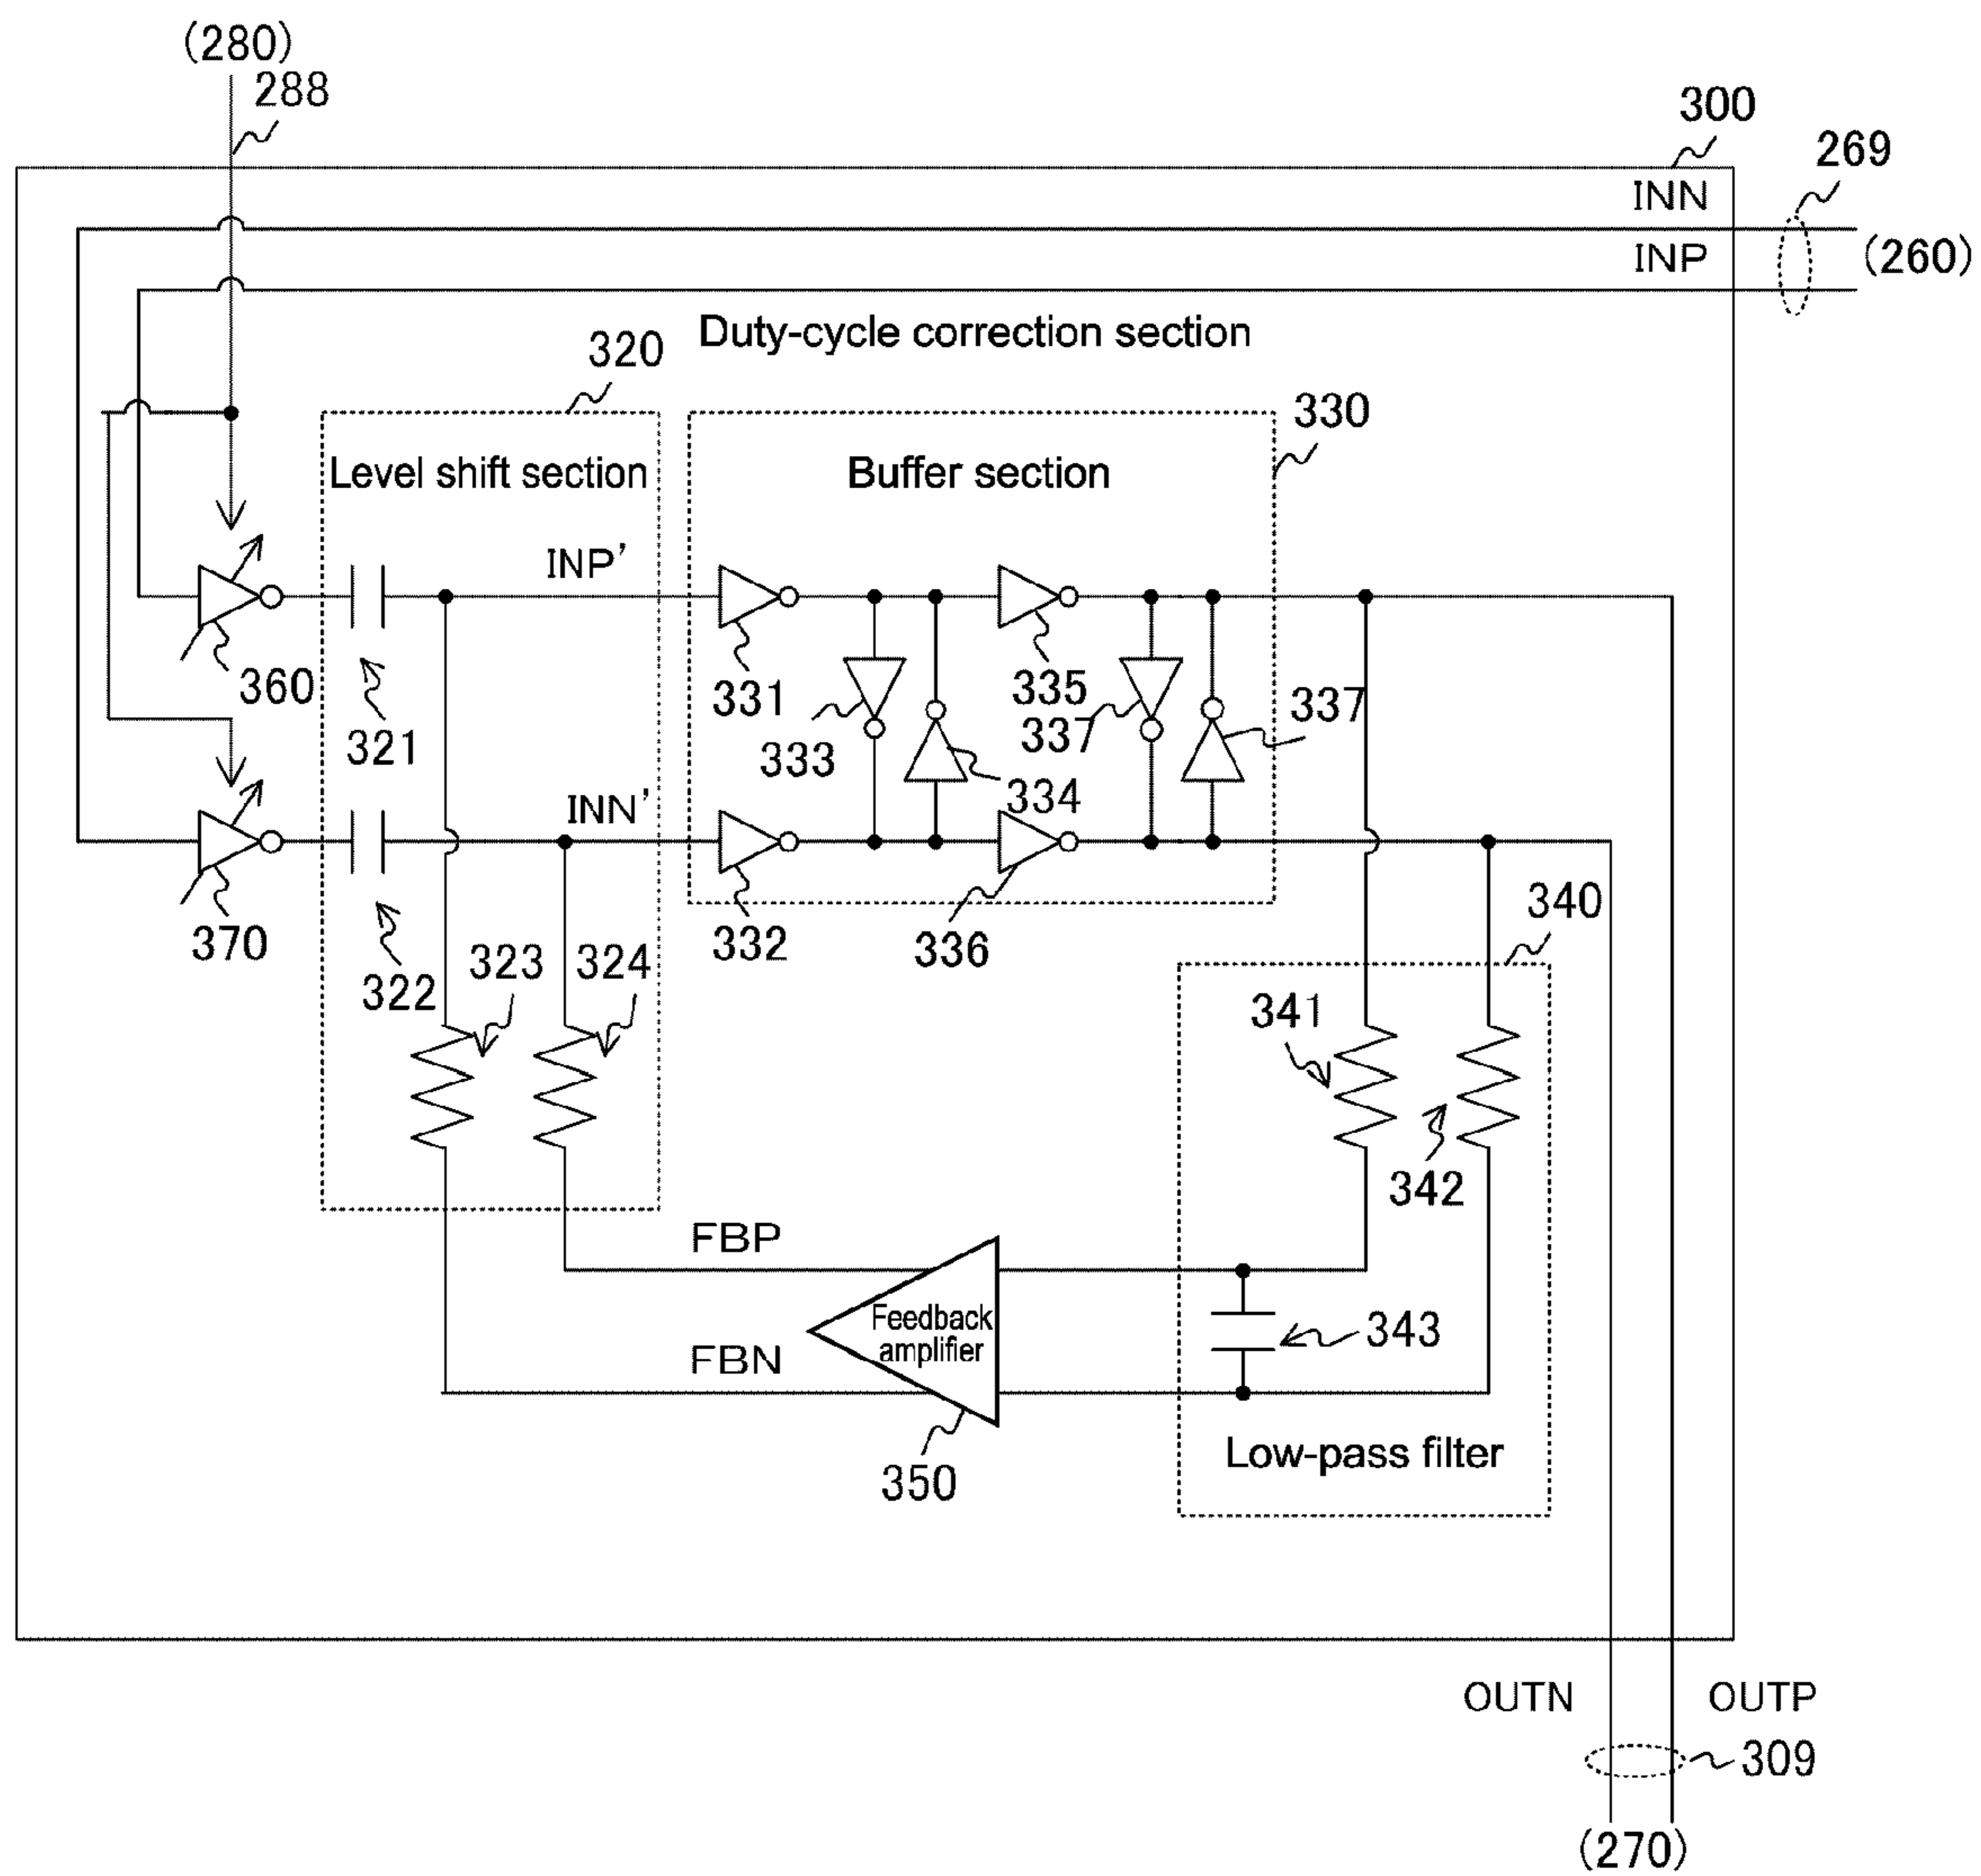 (280)
288
300
269
INN
INP
(260)
Duty-cycle correction section
320
330
Level shift section
Buffer section
INP'
360
321
331
333
334
335
337
337
INN'
370
322
323
324
332
336
340
341
342
FBP
FBN
Feedback
amplifier
343
350
Low-pass filter
OUTN
OUTP
309
(270)